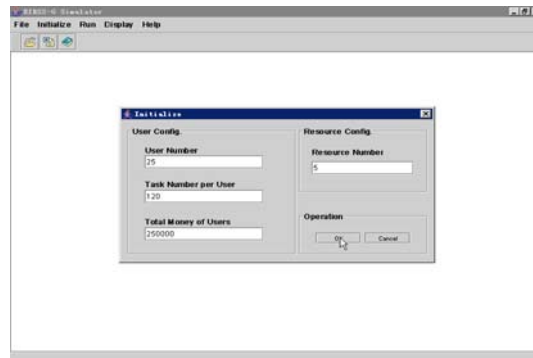 Simulator
File Initialize Run Display Help
Initialize
User Config.
User Number
25
Task Number per User
120
Total Money of Users
250000
Resource Config.
Resource Number
5
Operation
OK Cancel